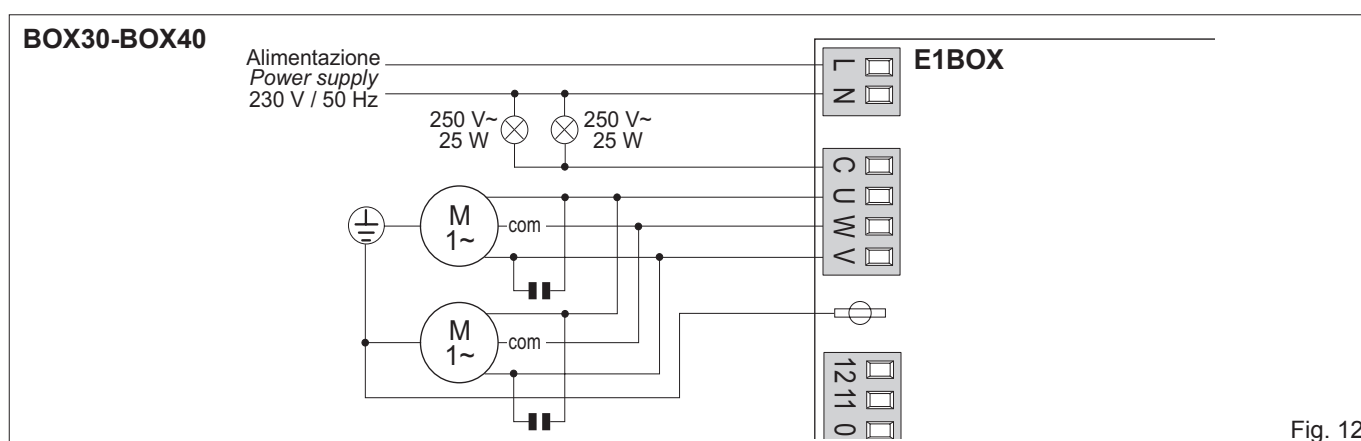 BOX30-BOX40
Alimentazione
Power supply
230 V / 50 Hz
E1BOX
L
N
250 V~
25 W
250 V~
25 W
C
U
W
V
M
1~
com
M
1~
com
12
11
0
Fig. 12